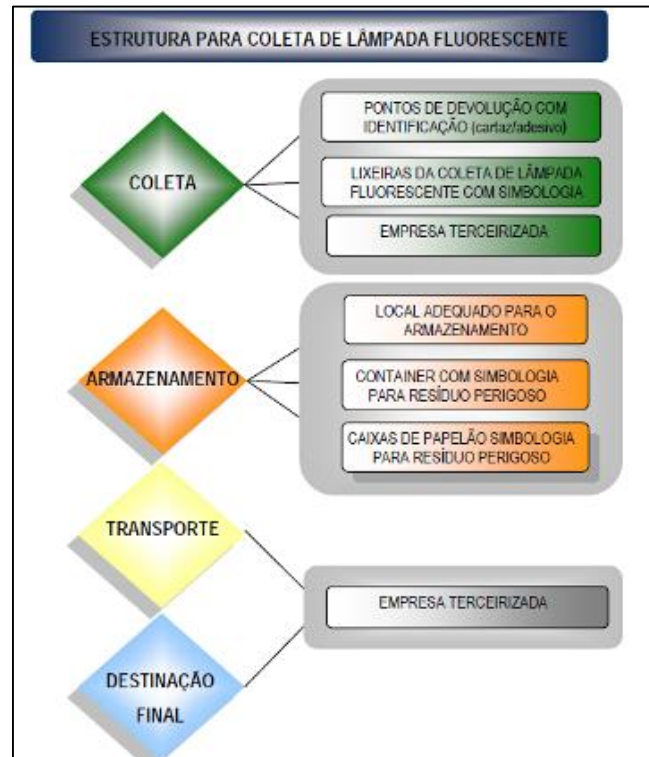 ESTRUTURA PARA COLETA DE LÂMPADA FLUORESCENTE
COLETA
PONTOS DE DEVOLUÇÃO COM
IDENTIFICAÇÃO (cartaz/adesivo)
LIXEIRAS DA COLETA DE LÂMPADA
FLUORESCENTE COM SIMBOLOGIA
EMPRESA TERCEIRIZADA
ARMAZENAMENTO
LOCAL ADEQUADO PARA O
ARMAZENAMENTO
CONTAINER COM SIMBOLOGIA
PARA RESÍDUO PERIGOSO
CAIXAS DE PAPELÃO SIMBOLOGIA
PARA RESÍDUO PERIGOSO
TRANSPORTE
EMPRESA TERCEIRIZADA
DESTINAÇÃO
FINAL